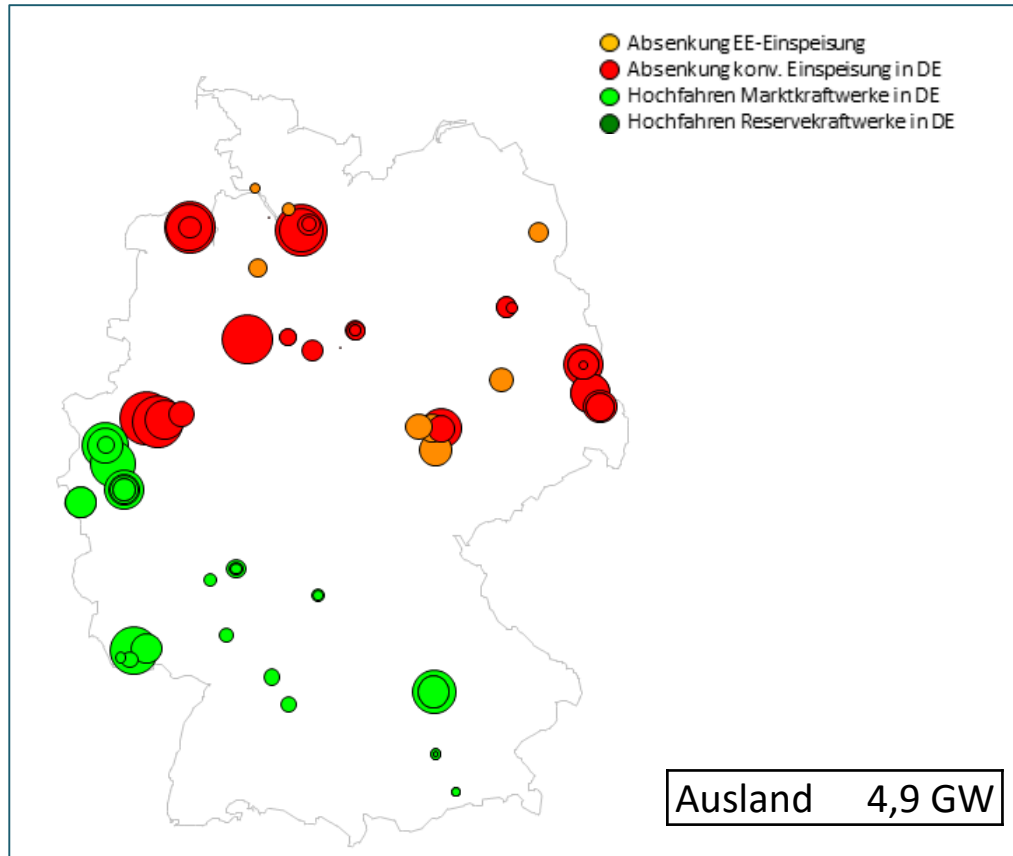 Absenkung EE-Einspeisung
Absenkung konv. Einspeisung in DE
Hochfahren Marktkraftwerke in DE
Hochfahren Reservekraftwerke in DE
Ausland 4,9 GW